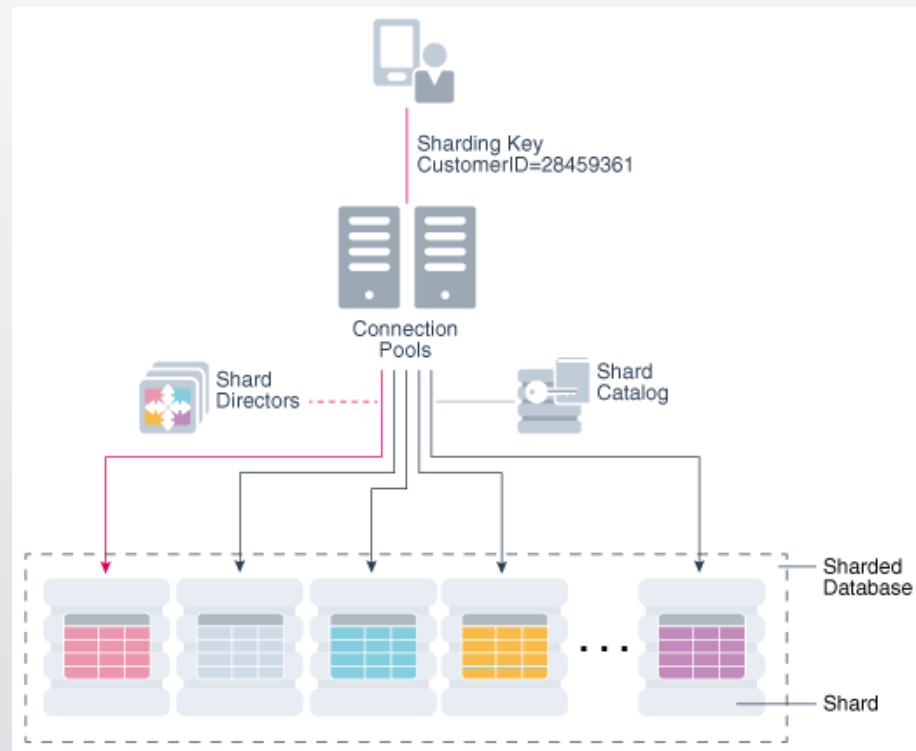 Sharding Key
CustomerID=28459361
Connection
Pools
Shard
Directors
Shard
Catalog
Sharded
Database
Shard